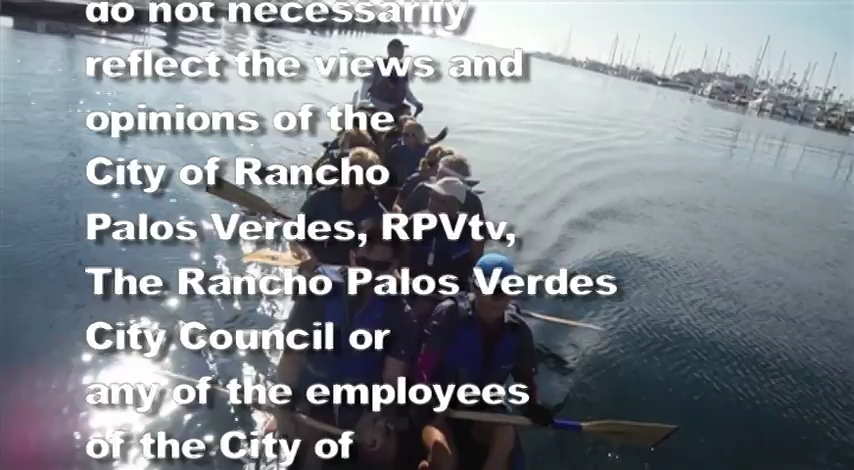 do not necessarily
reflect the views and
opinions of the
City of Rancho
Palos Verdes, RPVtv,
The Rancho Palos Verdes
City Council or
any of the employees
of the City of